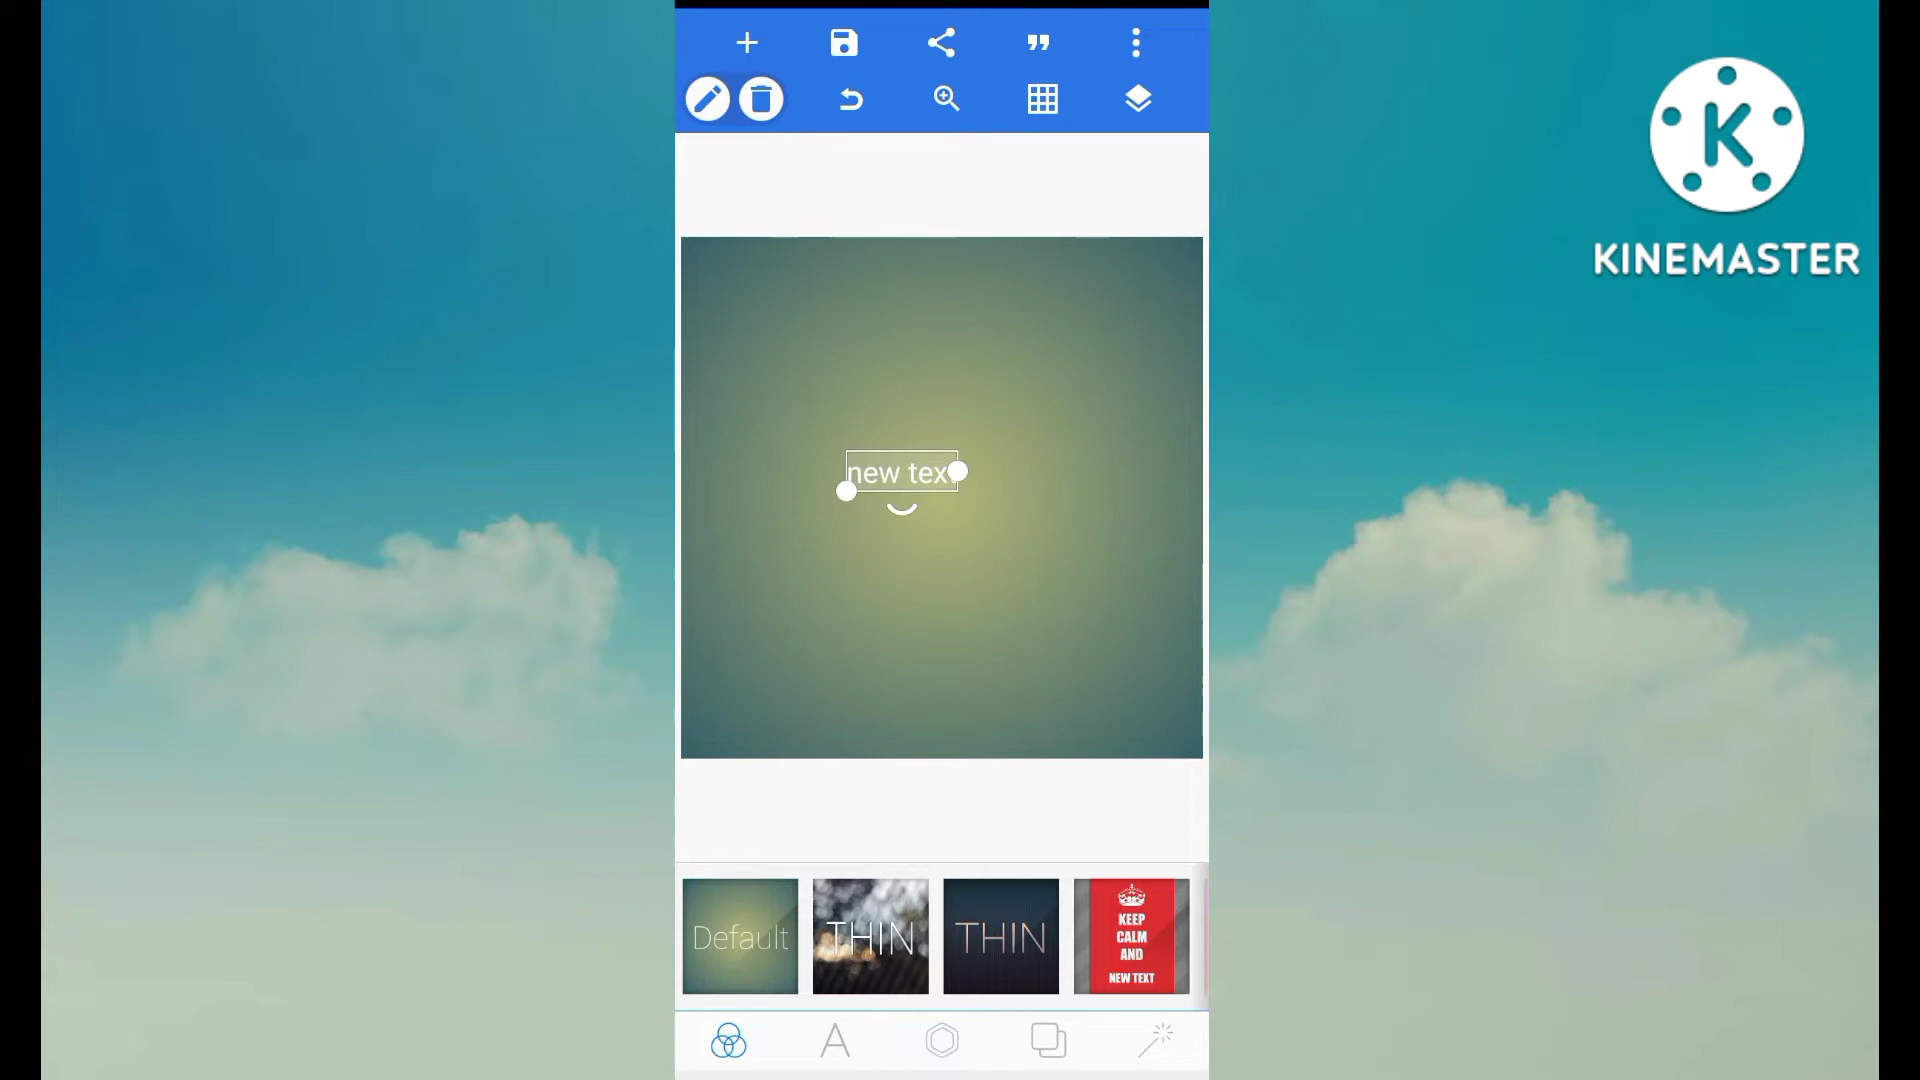 KINEMASTER
new tex
Default
THIN
THIN
KEEP
CALM
AND
NEW TEXT